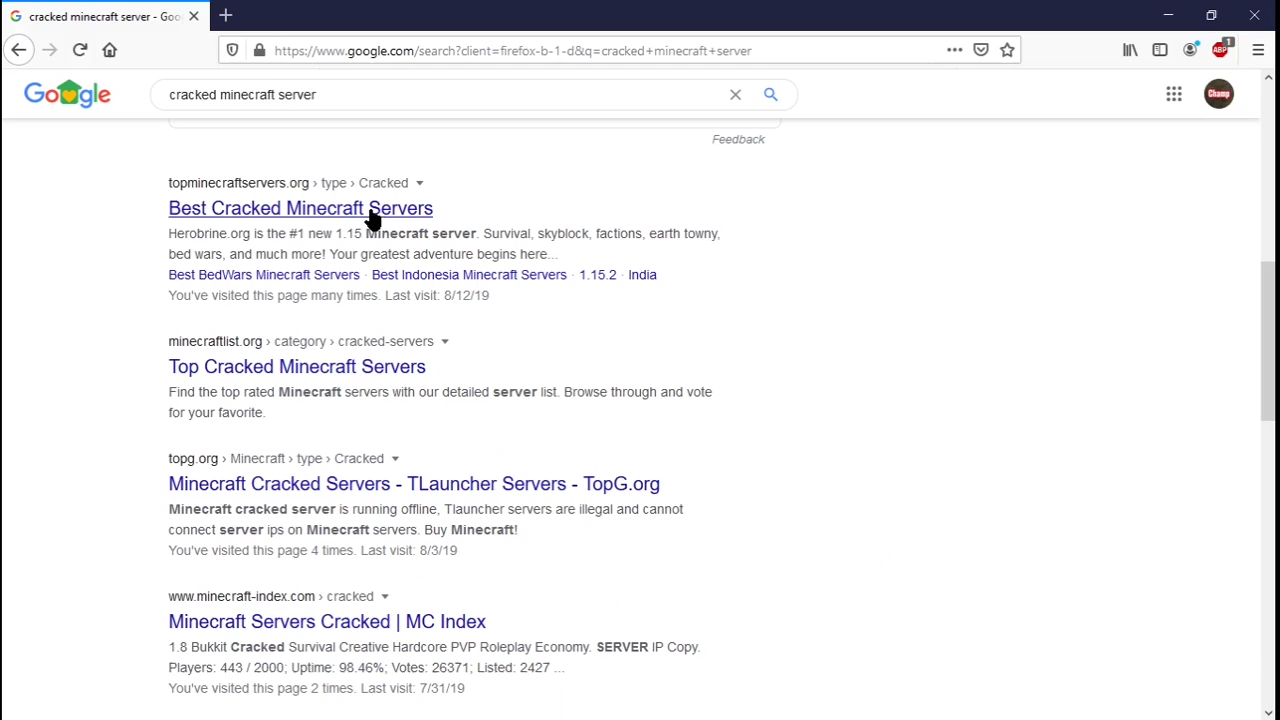 cracked minecraft server - Goo
https://www.google.com/search?client=firefox-b-1-d&q=cracked+minecraft+server
ABP
1
Google
cracked minecraft server
Champ
Feedback
topminecraftservers.org › type › Cracked
Best Cracked Minecraft Servers
Herobrine.org is the #1 new 1.15 Minecraft server. Survival, skyblock, factions, earth towny,
bed wars, and much more! Your greatest adventure begins here...
Best BedWars Minecraft Servers · Best Indonesia Minecraft Servers · 1.15.2 · India
You've visited this page many times. Last visit: 8/12/19
minecraftlist.org › category › cracked-servers
Top Cracked Minecraft Servers
Find the top rated Minecraft servers with our detailed server list. Browse through and vote
for your favorite.
topg.org › Minecraft › type › Cracked
Minecraft Cracked Servers - TLauncher Servers - TopG.org
Minecraft cracked server is running offline, Tlauncher servers are illegal and cannot
connect server ips on Minecraft servers. Buy Minecraft!
You've visited this page 4 times. Last visit: 8/3/19
www.minecraft-index.com › cracked
Minecraft Servers Cracked | MC Index
1.8 Bukkit Cracked Survival Creative Hardcore PVP Roleplay Economy. SERVER IP Copy.
Players: 443 / 2000; Uptime: 98.46%; Votes: 26371; Listed: 2427 ...
You've visited this page 2 times. Last visit: 7/31/19